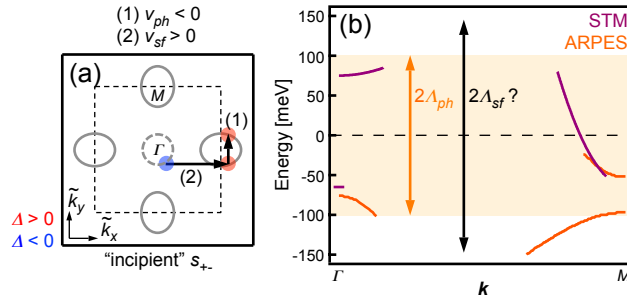 (1) v_ph < 0
(2) v_sf > 0
(a)
M
Γ
(1)
(2)
Δ > 0
Δ < 0
k̃_y
k̃_x
“incipient” s_+-
(b)
STM
ARPES
2Λ_ph
2Λ_sf ?
Energy [meV]
150
100
50
0
-50
-100
-150
Γ
k
M